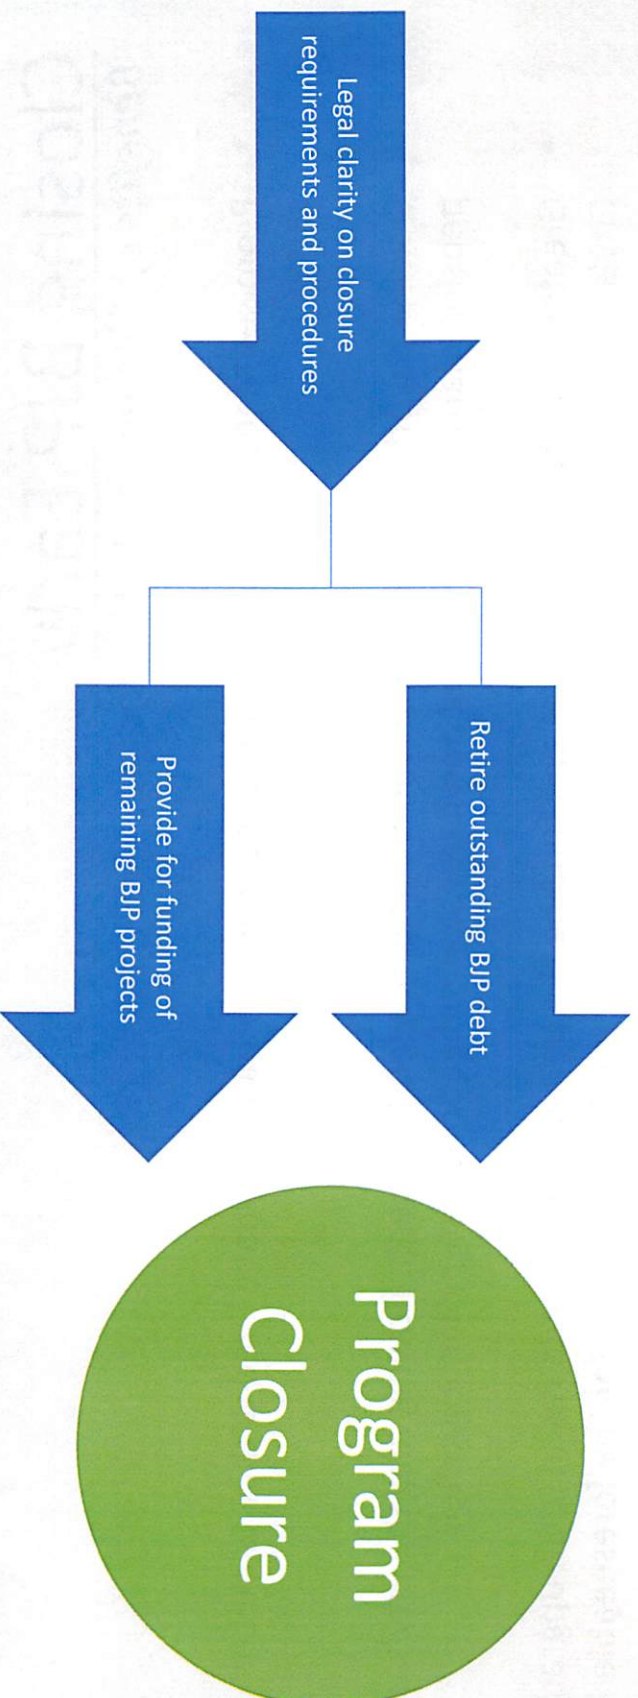 Legal clarity on closure
requirements and procedures
Retire outstanding BJP debt
Provide for funding of
remaining BJP projects
Program
Closure